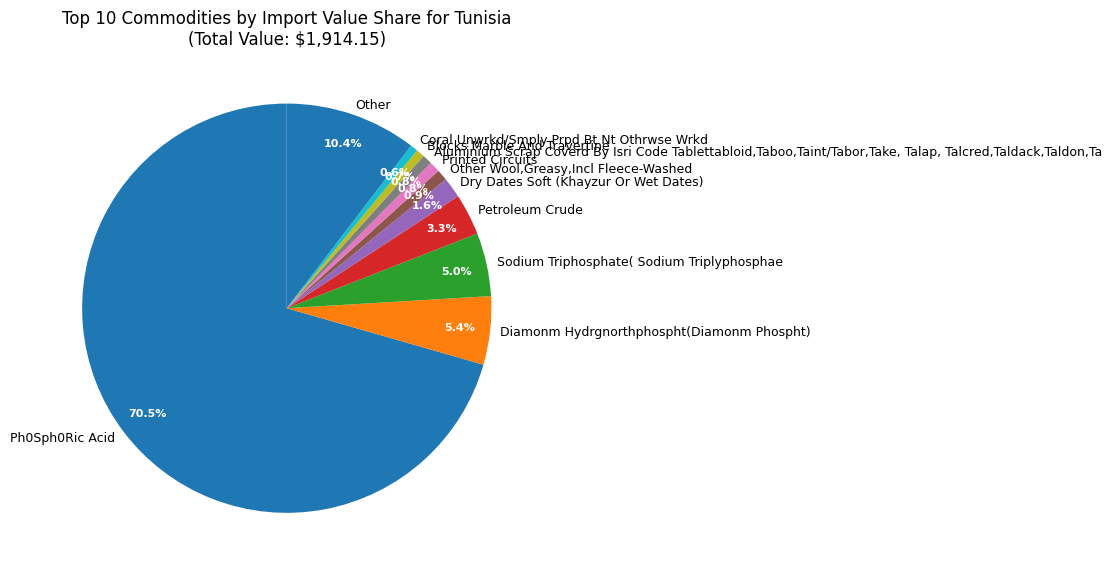 Top 10 Commodities by Import Value Share for Tunisia
(Total Value: $1,914.15)
Other
10.4%
Coral Unwrkd/Smply Prpd Bt Nt Othrwse Wrkd
Blocks Marble And Travertine
Aluminium Scrap Coverd By Isri Code Tablettabloid,Taboo,Taint/Tabor,Take, Talap, Talcred,Taldack,Taldon,Ta
Printed Circuits
Other Wool,Greasy,Incl Fleece-Washed
Dry Dates Soft (Khayzur Or Wet Dates)
Petroleum Crude
Sodium Triphosphate( Sodium Triplyphosphae
Diamonm Hydrgnorthphospht(Diamonm Phospht)
Ph0Sph0Ric Acid
0.6%
0.8%
0.8%
0.9%
1.6%
3.3%
5.0%
5.4%
70.5%